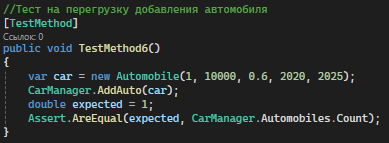 //Тест на перегрузку добавления автомобиля
[TestMethod]
Ссылок: 0
public void TestMethod6()
{
var car = new Automobile(1, 10000, 0.6, 2020, 2025);
CarManager.AddAuto(car);
double expected = 1;
Assert.AreEqual(expected, CarManager.Automobiles.Count);
}